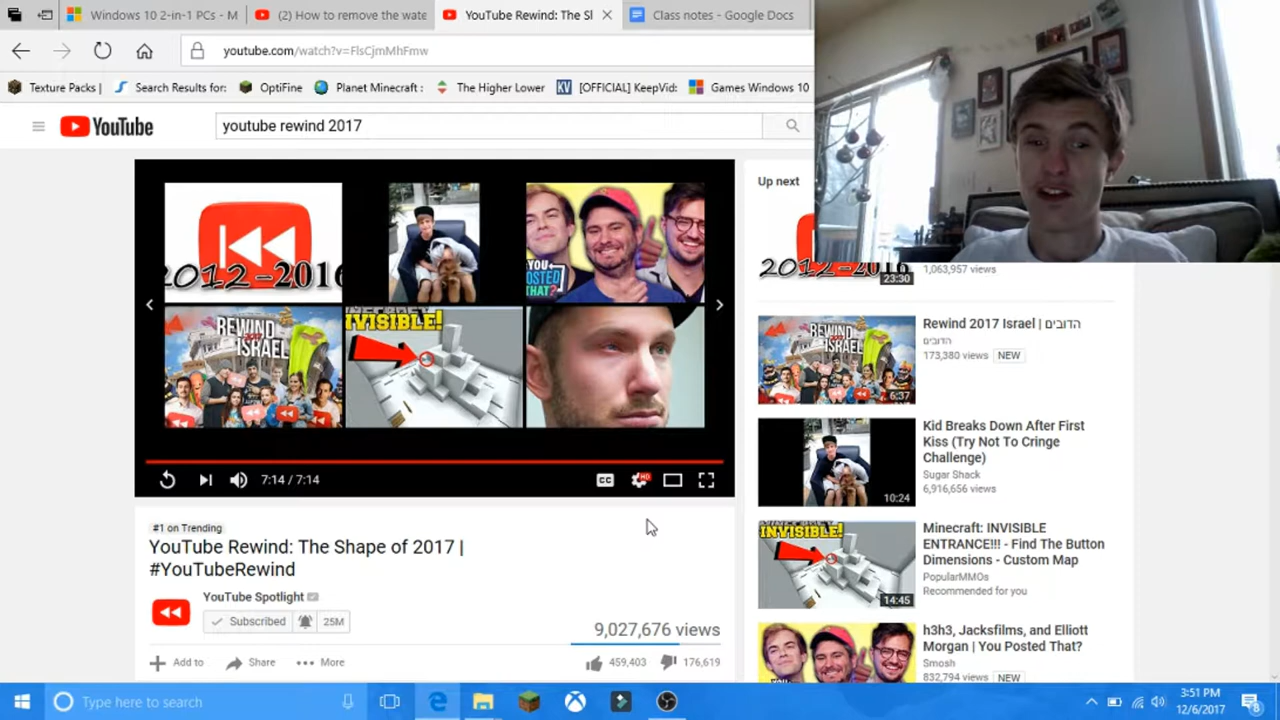 Windows 10 2-in-1 PCs - M
(2) How to remove the wate
YouTube Rewind: The Sl
Class notes - Google Docs
youtube.com/watch?v=FlsCjmMhFmw
Texture Packs |
Search Results for:
OptiFine
Planet Minecraft :
The Higher Lower
[OFFICIAL] KeepVid:
Games Windows 10
YouTube
youtube rewind 2017
2012-2016
YOU POSTED THAT?
REWIND ISRAEL
INVISIBLE!
7:14 / 7:14
CC
HD
#1 on Trending
YouTube Rewind: The Shape of 2017 |
#YouTubeRewind
YouTube Spotlight
Subscribed
25M
9,027,676 views
Add to
Share
More
459,403
176,619
Up next
2012-2016
23:30
1,063,957 views
REWIND ISRAEL
6:37
Rewind 2017 Israel | הדובים
הדובים
173,380 views NEW
10:24
Kid Breaks Down After First
Kiss (Try Not To Cringe
Challenge)
Sugar Shack
6,916,656 views
INVISIBLE!
14:45
Minecraft: INVISIBLE
ENTRANCE!!! - Find The Button
Dimensions - Custom Map
PopularMMOs
Recommended for you
h3h3, Jacksfilms, and Elliott
Morgan | You Posted That?
Smosh
832,794 views NEW
Type here to search
3:51 PM
12/6/2017
8